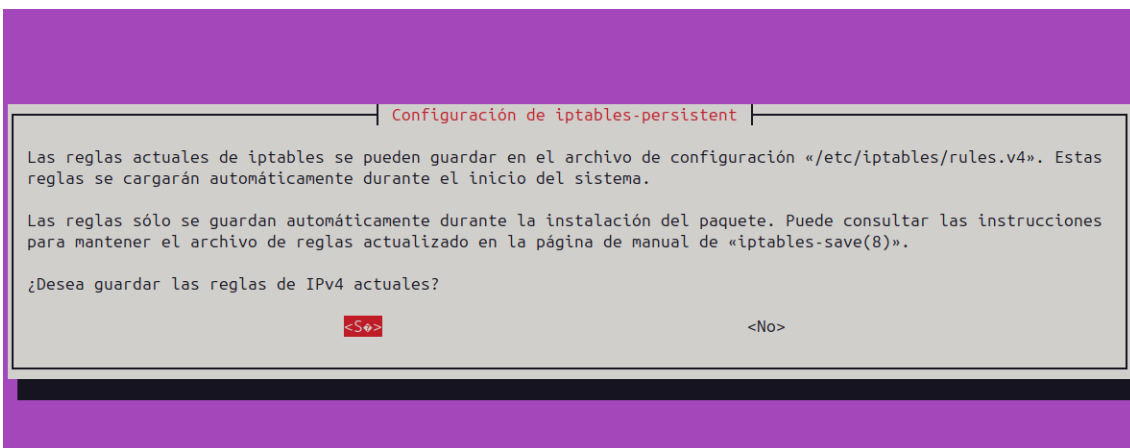 Configuración de iptables-persistent
Las reglas actuales de iptables se pueden guardar en el archivo de configuración «/etc/iptables/rules.v4». Estas
reglas se cargarán automáticamente durante el inicio del sistema.
Las reglas sólo se guardan automáticamente durante la instalación del paquete. Puede consultar las instrucciones
para mantener el archivo de reglas actualizado en la página de manual de «iptables-save(8)».
¿Desea guardar las reglas de IPv4 actuales?
<S�> <No>